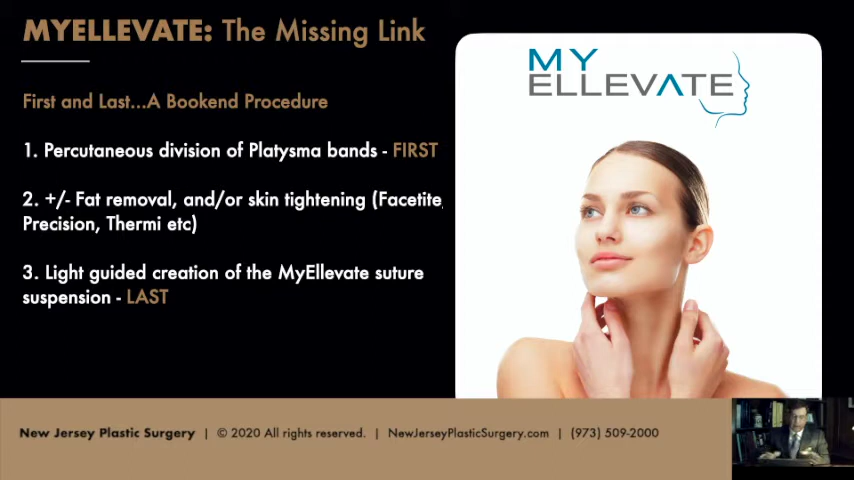 MYELLEVATE: The Missing Link
First and Last...A Bookend Procedure
1. Percutaneous division of Platysma bands - FIRST
2. +/- Fat removal, and/or skin tightening (Facetite,
Precision, Thermi etc)
3. Light guided creation of the MyEllevate suture
suspension - LAST
MY
ELLEVATE
New Jersey Plastic Surgery | © 2020 All rights reserved. | NewJerseyPlasticSurgery.com | (973) 509-2000